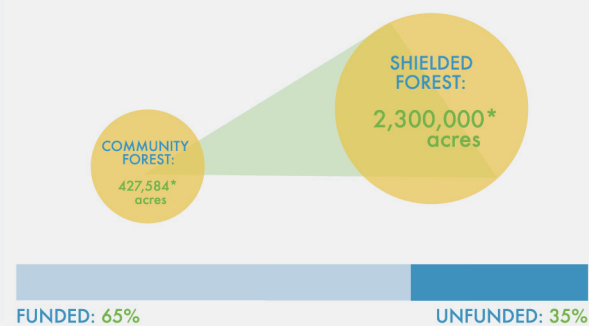 SHIELDED
FOREST:
2,300,000*
acres
COMMUNITY
FOREST:
427,584*
acres
FUNDED: 65%
UNFUNDED: 35%